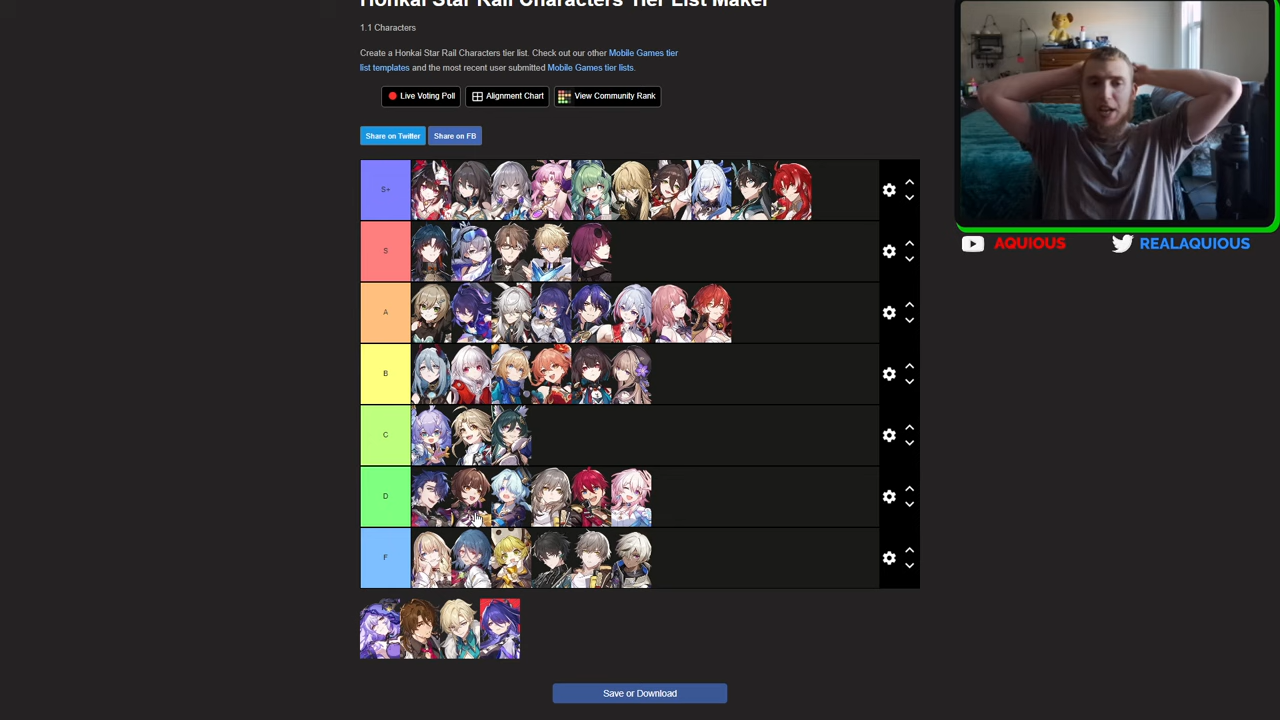 Honkai Star Rail Characters Tier List Maker
1.1 Characters
Create a Honkai Star Rail Characters tier list. Check out our other Mobile Games tier
list templates and the most recent user submitted Mobile Games tier lists.
Live Voting Poll
Alignment Chart
View Community Rank
Share on Twitter
Share on FB
S+
S
A
B
C
D
F
Save or Download
AQUIOUS
REALAQUIOUS